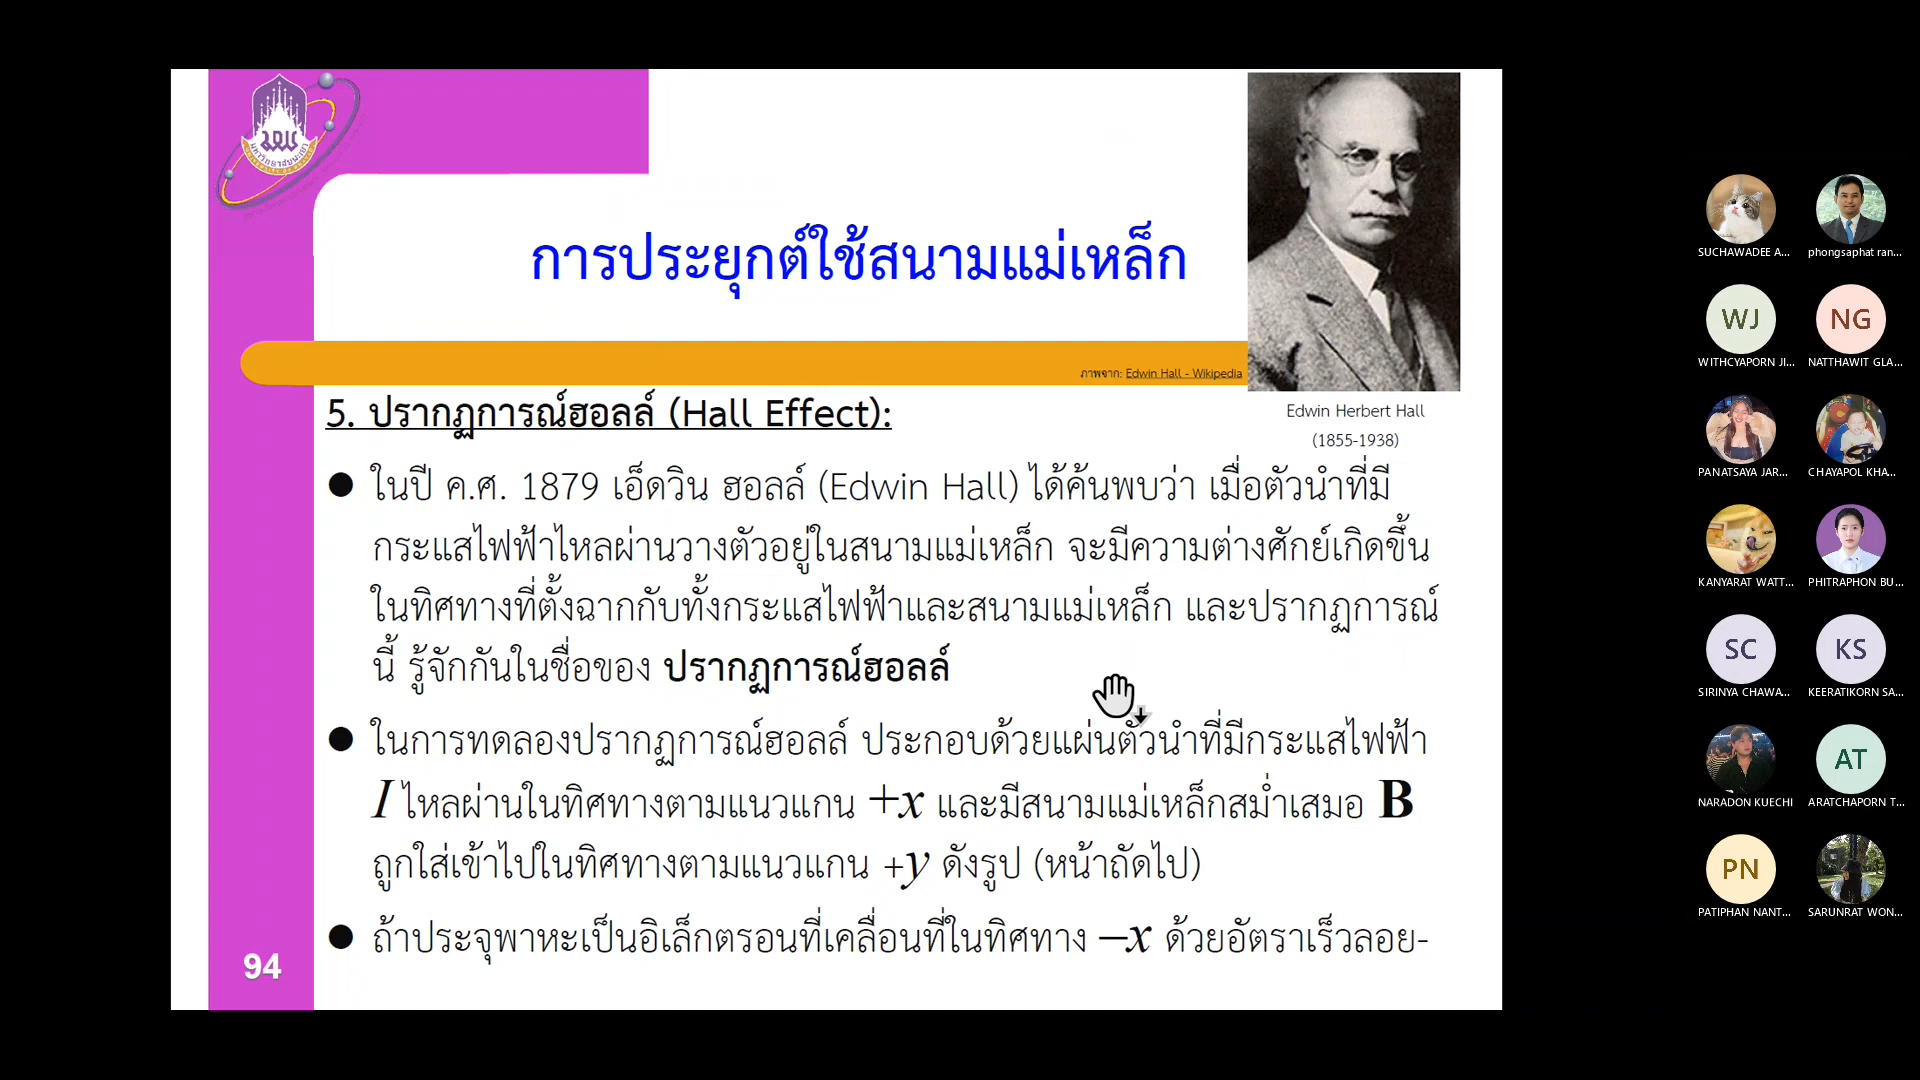 การประยุกต์ใช้สนามแม่เหล็ก
ภาพจาก: Edwin Hall - Wikipedia
Edwin Herbert Hall
(1855-1938)
5. ปรากฏการณ์ฮอลล์ (Hall Effect):
● ในปี ค.ศ. 1879 เอ็ดวิน ฮอลล์ (Edwin Hall) ได้ค้นพบว่า เมื่อตัวนำที่มี
กระแสไฟฟ้าไหลผ่านวางตัวอยู่ในสนามแม่เหล็ก จะมีความต่างศักย์เกิดขึ้น
ในทิศทางที่ตั้งฉากกับทั้งกระแสไฟฟ้าและสนามแม่เหล็ก และปรากฏการณ์
นี้ รู้จักกันในชื่อของ ปรากฏการณ์ฮอลล์
● ในการทดลองปรากฏการณ์ฮอลล์ ประกอบด้วยแผ่นตัวนำที่มีกระแสไฟฟ้า
I ไหลผ่านในทิศทางตามแนวแกน +x และมีสนามแม่เหล็กสม่ำเสมอ B
ถูกใส่เข้าไปในทิศทางตามแนวแกน +y ดังรูป (หน้าถัดไป)
● ถ้าประจุพาหะเป็นอิเล็กตรอนที่เคลื่อนที่ในทิศทาง –x ด้วยอัตราเร็วลอย-
94
SUCHAWADEE A...
phongsaphat ran...
WJ
NG
WITHCYAPORN JI...
NATTHAWIT GLA...
PANATSAYA JAR...
CHAYAPOL KHA...
KANYARAT WATT...
PHITRAPHON BU...
SC
KS
SIRINYA CHAWA...
KEERATIKORN SA...
AT
NARADON KUECHI
ARATCHAPORN T...
PN
PATIPHAN NANT...
SARUNRAT WON...